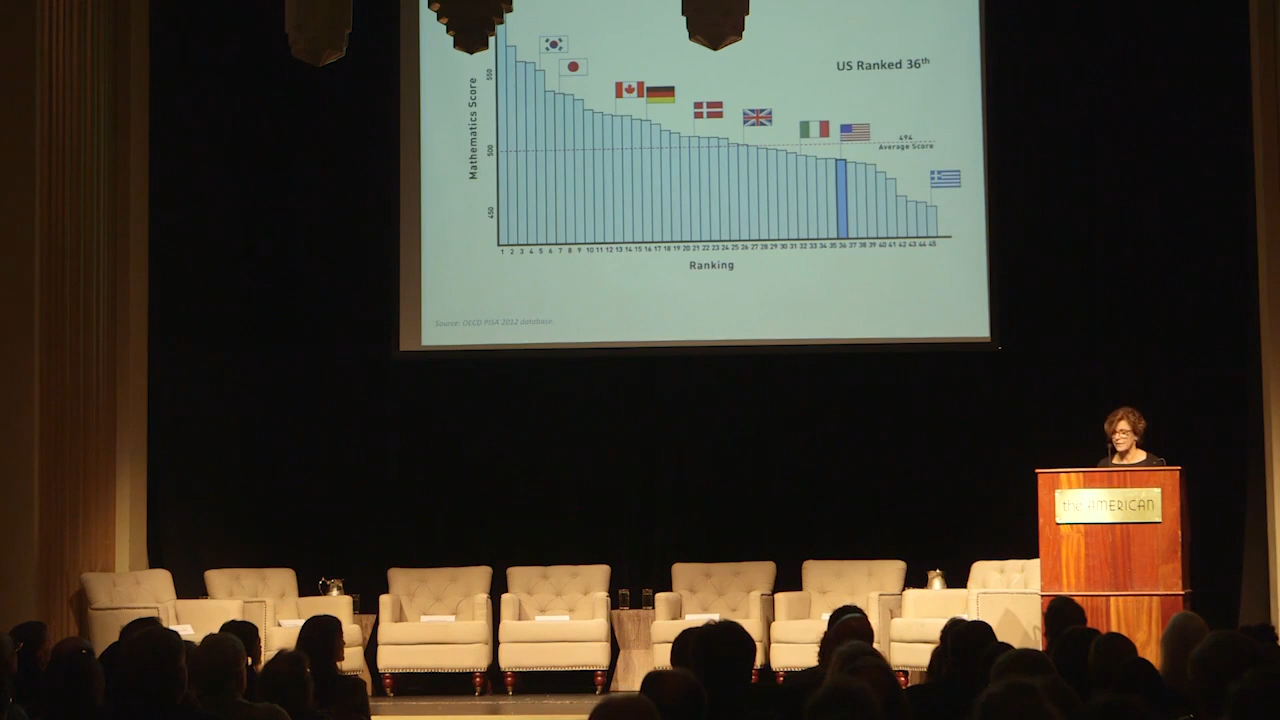 US Ranked 36th
Mathematics Score
550
500
450
494
Average Score
1 2 3 4 5 6 7 8 9 10 11 12 13 14 15 16 17 18 19 20 21 22 23 24 25 26 27 28 29 30 31 32 33 34 35 36 37 38 39 40 41 42 43 44 45
Ranking
Source: OECD PISA 2012 database.
the AMERICAN